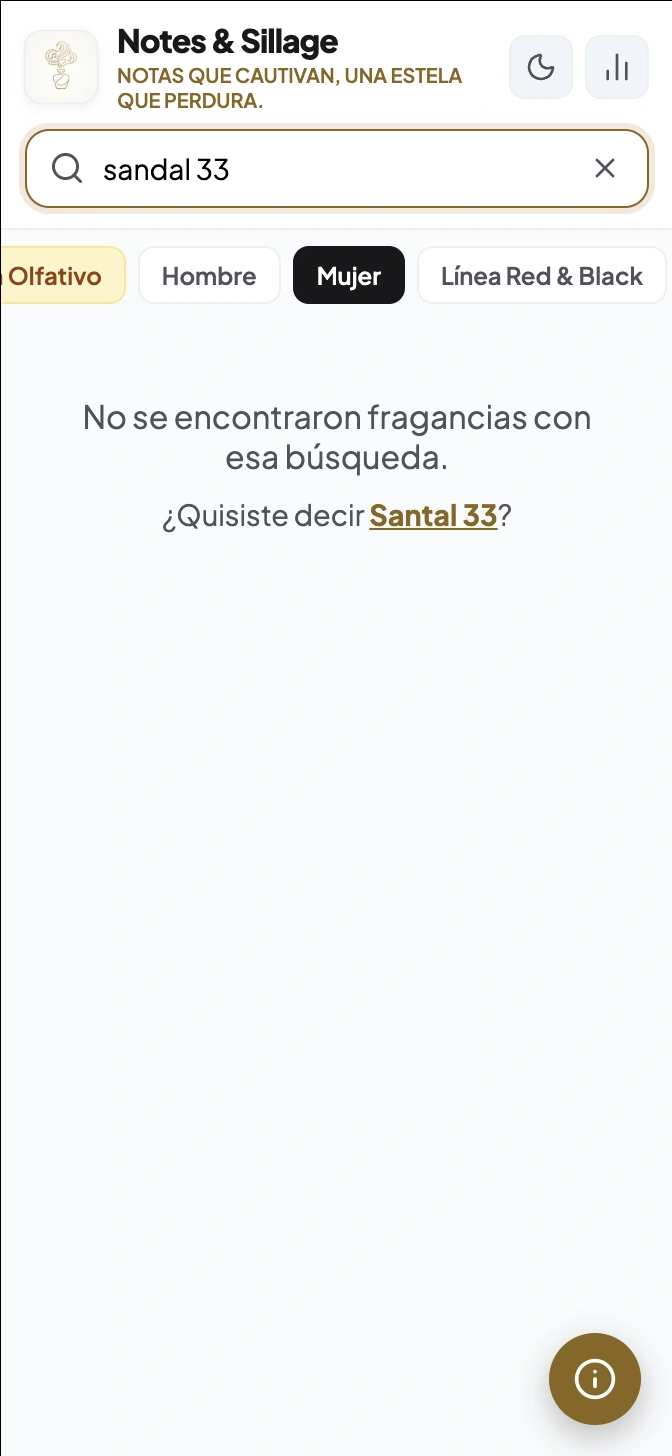 Notes & Sillage
NOTAS QUE CAUTIVAN, UNA ESTELA
QUE PERDURA.
sandal 33
Olfativo
Hombre
Mujer
Línea Red & Black
No se encontraron fragancias con
esa búsqueda.
¿Quisiste decir Santal 33?